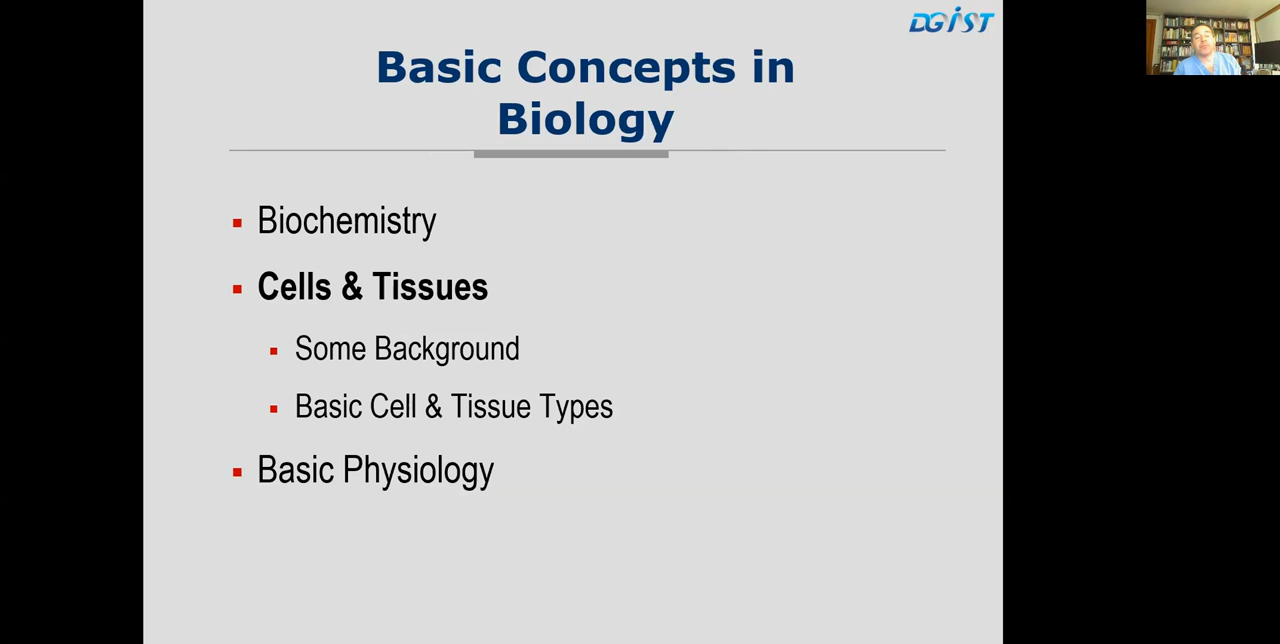 DGIST
Basic Concepts in
Biology
Biochemistry
Cells & Tissues
Some Background
Basic Cell & Tissue Types
Basic Physiology